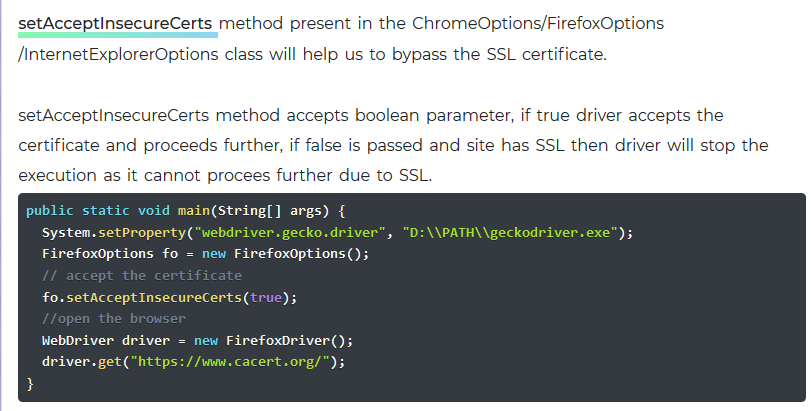 setAcceptInsecureCerts method present in the ChromeOptions/FirefoxOptions
/InternetExplorerOptions class will help us to bypass the SSL certificate.
setAcceptInsecureCerts method accepts boolean parameter, if true driver accepts the
certificate and proceeds further, if false is passed and site has SSL then driver will stop the
execution as it cannot procees further due to SSL.
public static void main(String[] args) {
System.setProperty("webdriver.gecko.driver", "D:\\PATH\\geckodriver.exe");
FirefoxOptions fo = new FirefoxOptions();
// accept the certificate
fo.setAcceptInsecureCerts(true);
//open the browser
WebDriver driver = new FirefoxDriver();
driver.get("https://www.cacert.org/");
}